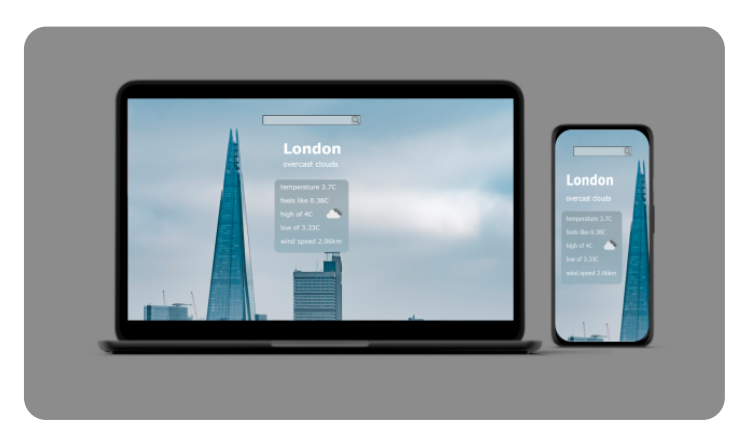 London
overcast clouds
temperature 3.7C
feels like 0.38C
high of 4C
low of 3.33C
wind speed 2.06km
London
overcast clouds
temperature 3.7C
feels like 0.38C
high of 4C
low of 3.33C
wind speed 2.06km